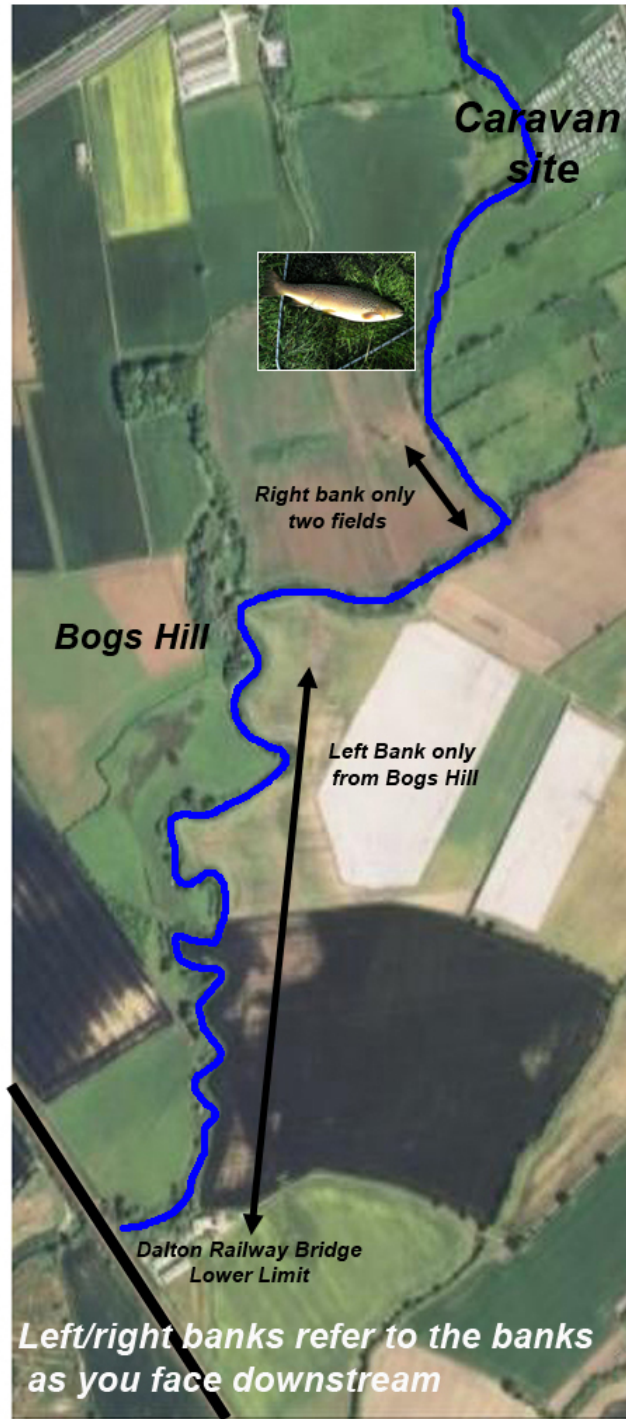 Caravan
site
Right bank only
two fields
Bogs Hill
Left Bank only
from Bogs Hill
Dalton Railway Bridge
Lower Limit
Left/right banks refer to the banks
as you face downstream